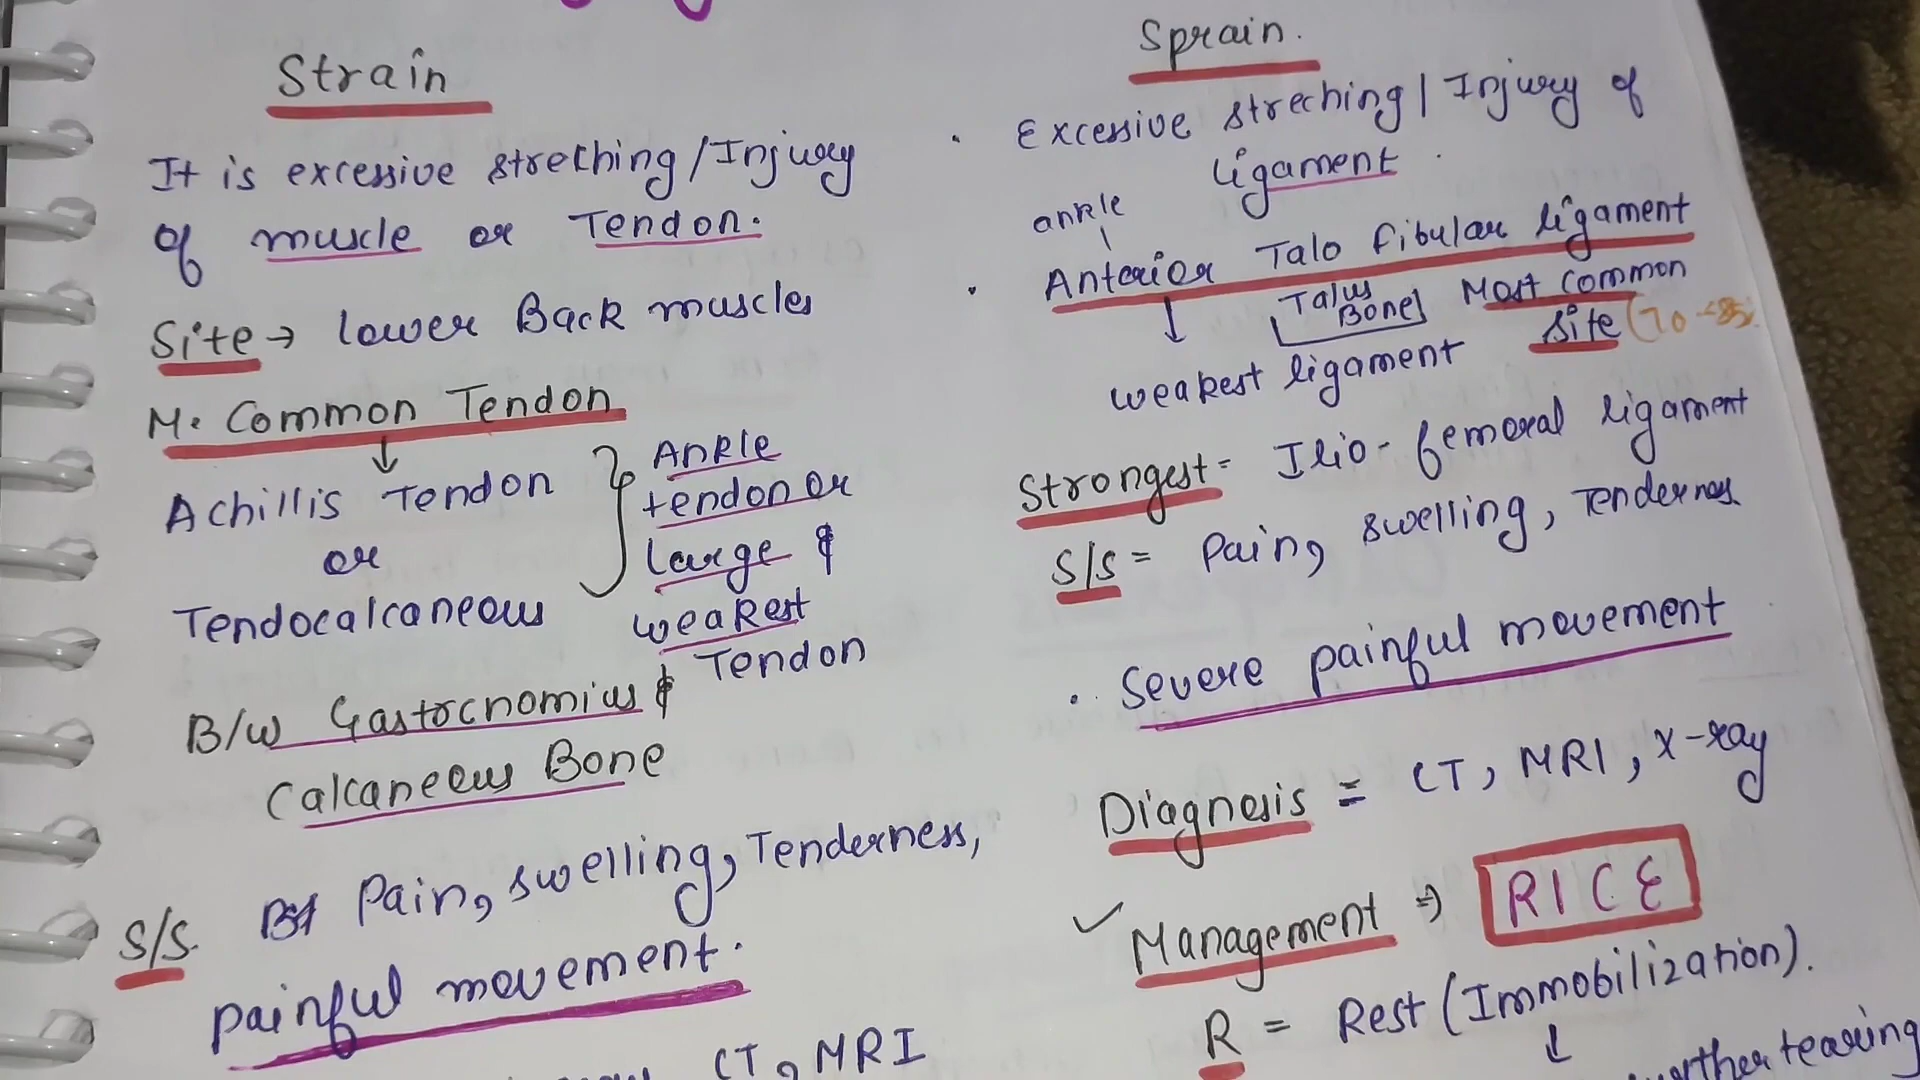 Strain
It is excessive streching / Injury
of muscle or Tendon.
Site → lower Back muscles
M. Common Tendon
↓
Achillis Tendon
or
Tendocalcaneous
Ankle
tendon or
Large &
weakest
Tendon
B/w Gastrocnomius &
Calcaneous Bone
S/S. Pain, swelling, Tenderness,
painful movement.
CT, MRI
Sprain.
• Excessive streching / Injury of
ligament.
ankle
• Anterior Talo fibular ligament
↓ Talus Most Common
Bone Site (70
weakest ligament
Strongest = Ilio-femoral ligament
S/S = Pain, swelling, Tenderness
• Severe painful movement
Diagnosis = CT, MRI, X-ray
✓ Management ⇒ RICE
R = Rest (Immobilization).
↓
tearing